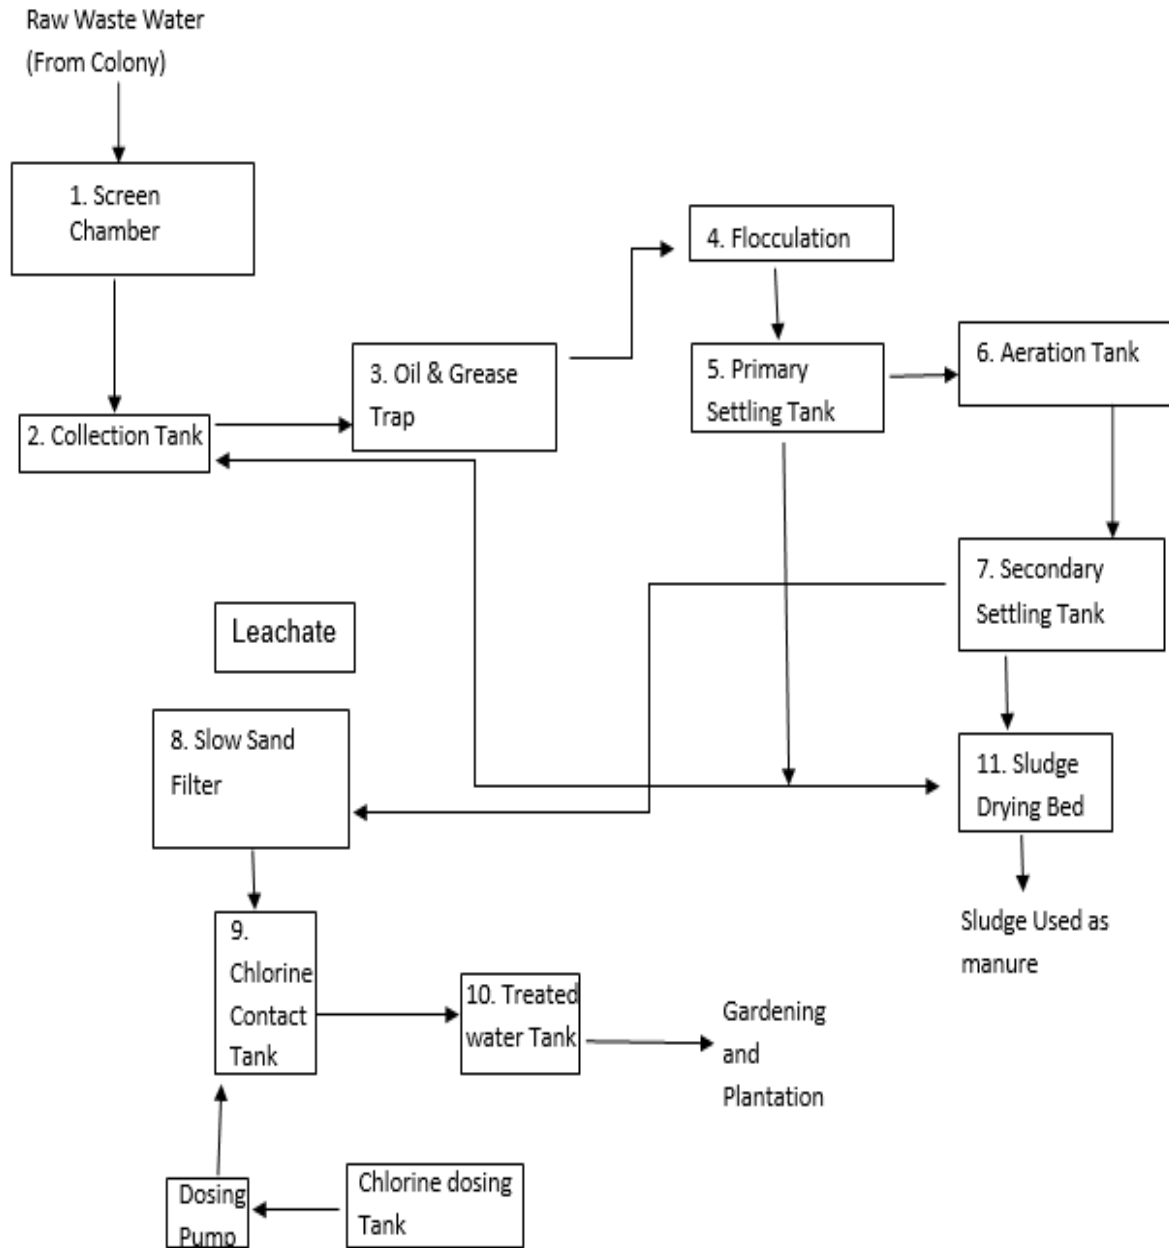 Raw Waste Water
(From Colony)
1. Screen
Chamber
2. Collection Tank
3. Oil & Grease
Trap
4. Flocculation
5. Primary
Settling Tank
6. Aeration Tank
7. Secondary
Settling Tank
Leachate
8. Slow Sand
Filter
11. Sludge
Drying Bed
Sludge Used as
manure
9.
Chlorine
Contact
Tank
10. Treated
water Tank
Gardening
and
Plantation
Dosing
Pump
Chlorine dosing
Tank